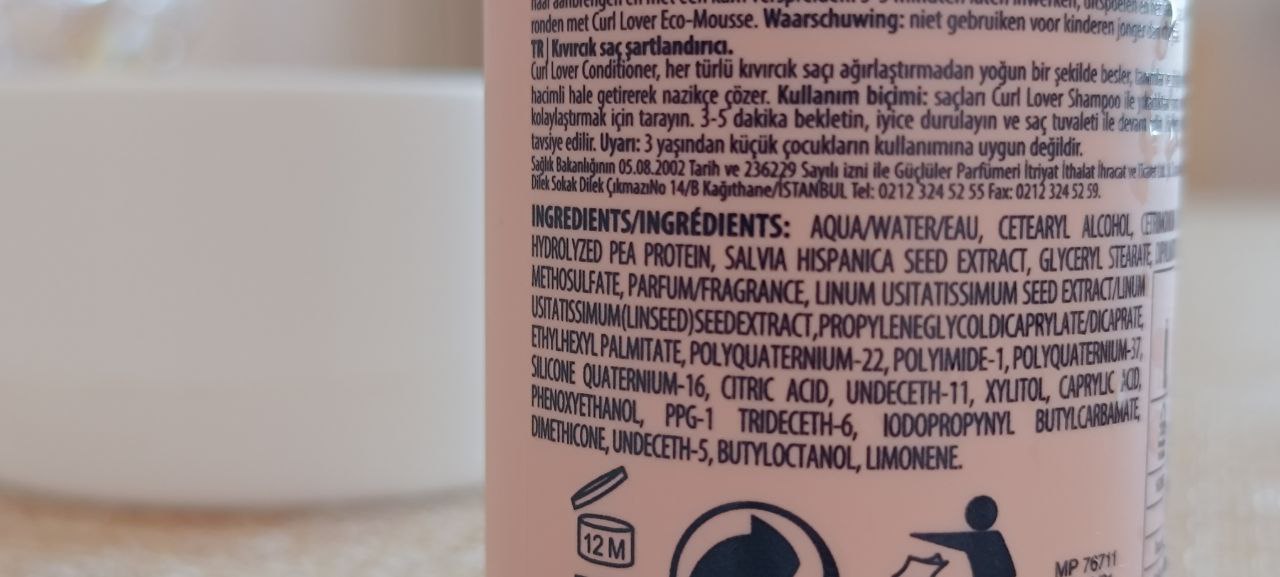 ronden met Curl Lover Eco-Mousse. Waarschuwing: niet gebruiken voor kinderen jonger dan
TR | Kıvırcık saç şartlandırıcı.
Curl Lover Conditioner, her türlü kıvırcık saçı ağırlaştırmadan yoğun bir şekilde besler,
hacimli hale getirerek nazikçe çözer. Kullanım biçimi: saçları Curl Lover Shampoo ile
kolaylaştırmak için tarayın. 3-5 dakika bekletin, iyice durulayın ve saç tuvaleti ile devam
tavsiye edilir. Uyarı: 3 yaşından küçük çocukların kullanımına uygun değildir.
Sağlık Bakanlığının 05.08.2002 Tarih ve 236229 Sayılı izni ile Güçlüler Parfümeri İtriyat İthalat İhracat ve
Dilek Sokak Dilek ÇıkmazıNo 14/B Kağıthane/İSTANBUL Tel: 0212 324 52 55 Fax: 0212 324 52 59.
INGREDIENTS/INGRÉDIENTS: AQUA/WATER/EAU, CETEARYL ALCOHOL,
HYDROLYZED PEA PROTEIN, SALVIA HISPANICA SEED EXTRACT, GLYCERYL STEARATE,
METHOSULFATE, PARFUM/FRAGRANCE, LINUM USITATISSIMUM SEED EXTRACT/LINUM
USITATISSIMUM(LINSEED)SEEDEXTRACT,PROPYLENEGLYCOLDICAPRYLATE/DICAPRATE,
ETHYLHEXYL PALMITATE, POLYQUATERNIUM-22, POLYIMIDE-1, POLYQUATERNIUM-37,
SILICONE QUATERNIUM-16, CITRIC ACID, UNDECETH-11, XYLITOL, CAPRYLIC ACID,
PHENOXYETHANOL, PPG-1 TRIDECETH-6, IODOPROPYNYL BUTYLCARBAMATE,
DIMETHICONE, UNDECETH-5, BUTYLOCTANOL, LIMONENE.
12 M
MP 76711